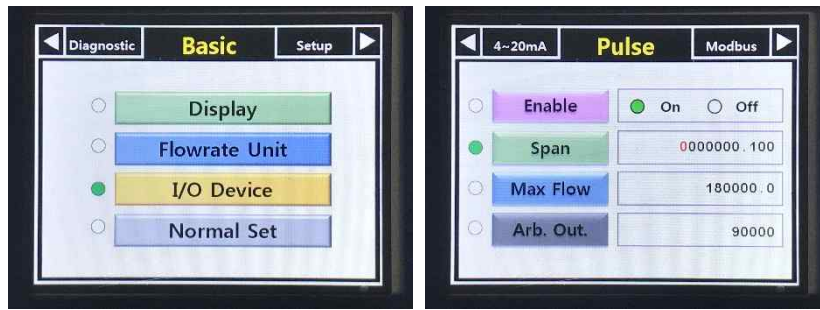 Diagnostic Basic Setup
Display
Flowrate Unit
I/O Device
Normal Set
4~20mA Pulse Modbus
Enable On Off
Span 0000000.100
Max Flow 180000.0
Arb. Out. 90000